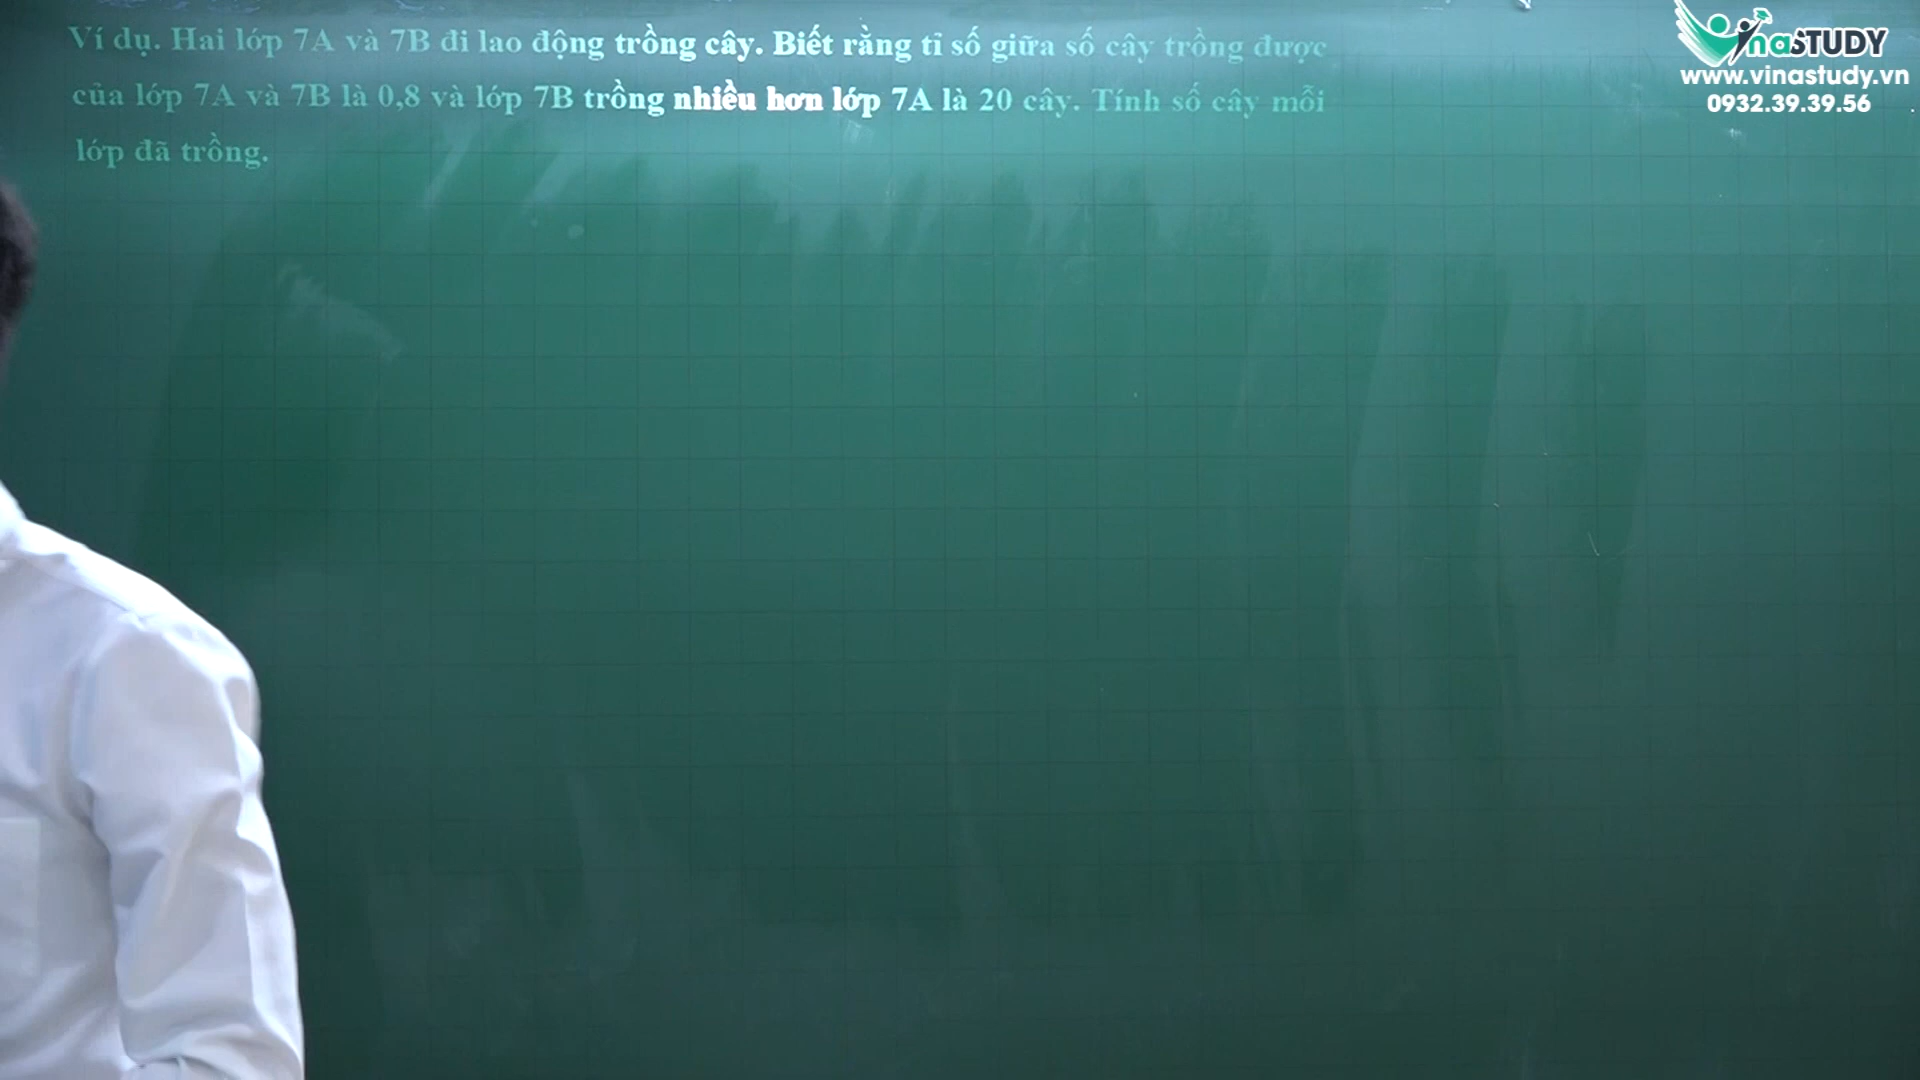 Ví dụ. Hai lớp 7A và 7B đi lao động trồng cây. Biết rằng tỉ số giữa số cây trồng được
của lớp 7A và 7B là 0,8 và lớp 7B trồng nhiều hơn lớp 7A là 20 cây. Tính số cây mỗi
lớp đã trồng.
VinaSTUDY
www.vinastudy.vn
0932.39.39.56